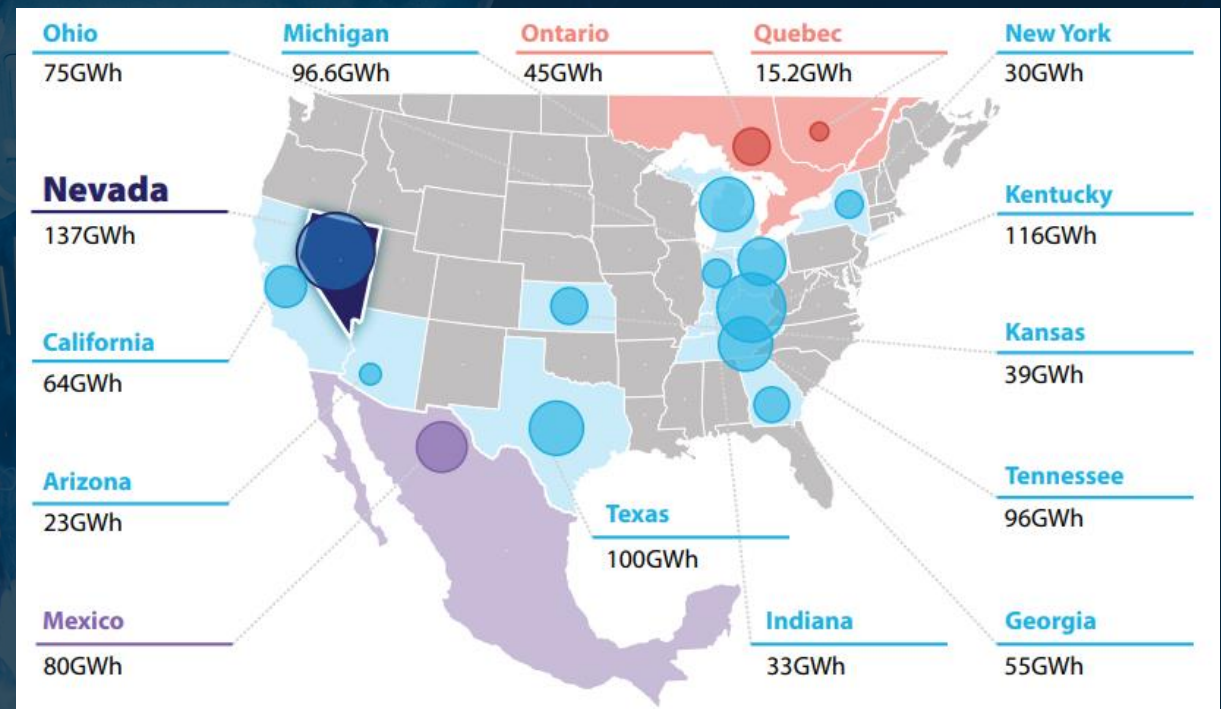 Ohio
75GWh
Michigan
96.6GWh
Ontario
45GWh
Quebec
15.2GWh
New York
30GWh
Nevada
137GWh
Kentucky
116GWh
California
64GWh
Kansas
39GWh
Arizona
23GWh
Texas
100GWh
Tennessee
96GWh
Mexico
80GWh
Indiana
33GWh
Georgia
55GWh